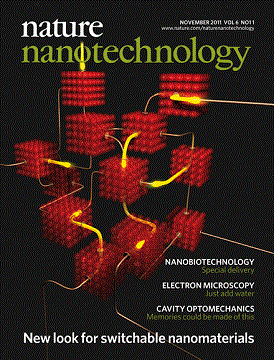 nature
NOVEMBER 2011 VOL 6 NO 11
www.nature.com/naturenanotechnology
nanotechnology
NANOBIOTECHNOLOGY
Special delivery
ELECTRON MICROSCOPY
Just add water
CAVITY OPTOMECHANICS
Memories could be made of this
New look for switchable nanomaterials